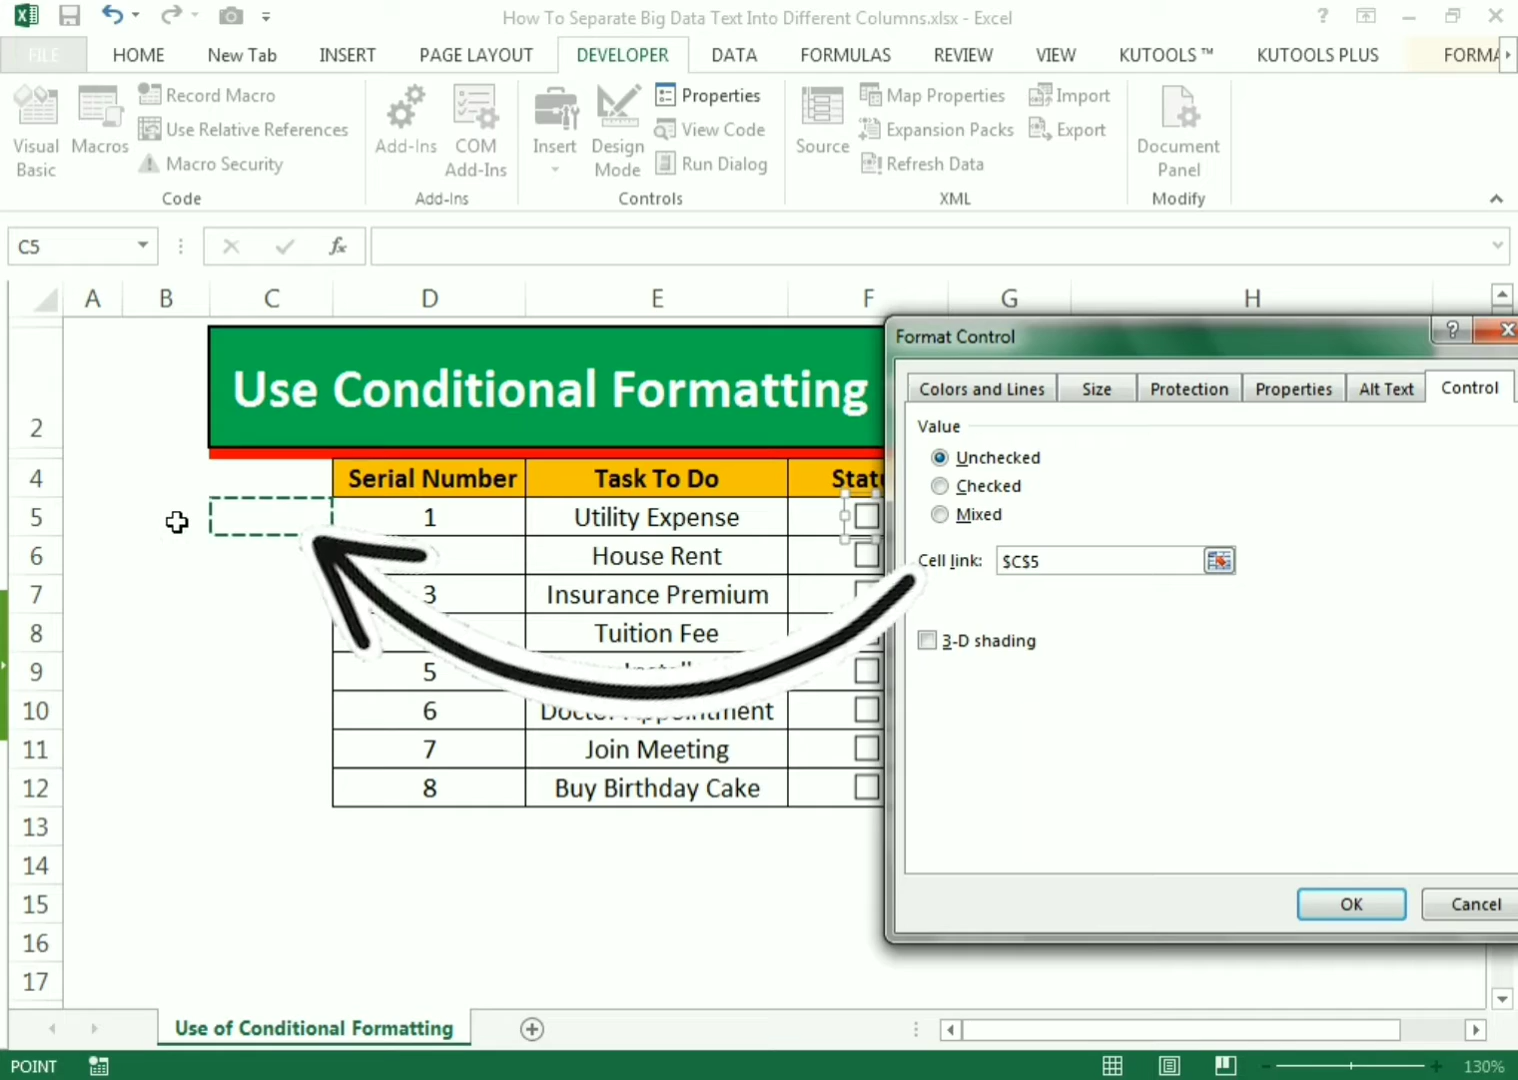 How To Separate Big Data Text Into Different Columns.xlsx - Excel
FILE HOME New Tab INSERT PAGE LAYOUT DEVELOPER DATA FORMULAS REVIEW VIEW KUTOOLS ™ KUTOOLS PLUS FORMA
Visual Basic
Macros
Record Macro
Use Relative References
Macro Security
Code
Add-Ins
COM Add-Ins
Add-Ins
Insert
Design Mode
Properties
View Code
Run Dialog
Controls
Source
Map Properties
Expansion Packs
Refresh Data
Import
Export
XML
Document Panel
Modify
C5 fx
A B C D E F G H
2 Use Conditional Formatting
4 Serial Number Task To Do Statu
5 1 Utility Expense
6 House Rent
7 3 Insurance Premium
8 Tuition Fee
9 5
10 6
11 7 Join Meeting
12 8 Buy Birthday Cake
13
14
15
16
17
Format Control
Colors and Lines Size Protection Properties Alt Text Control
Value
Unchecked
Checked
Mixed
Cell link: $C$5
3-D shading
OK Cancel
Use of Conditional Formatting
POINT 130%